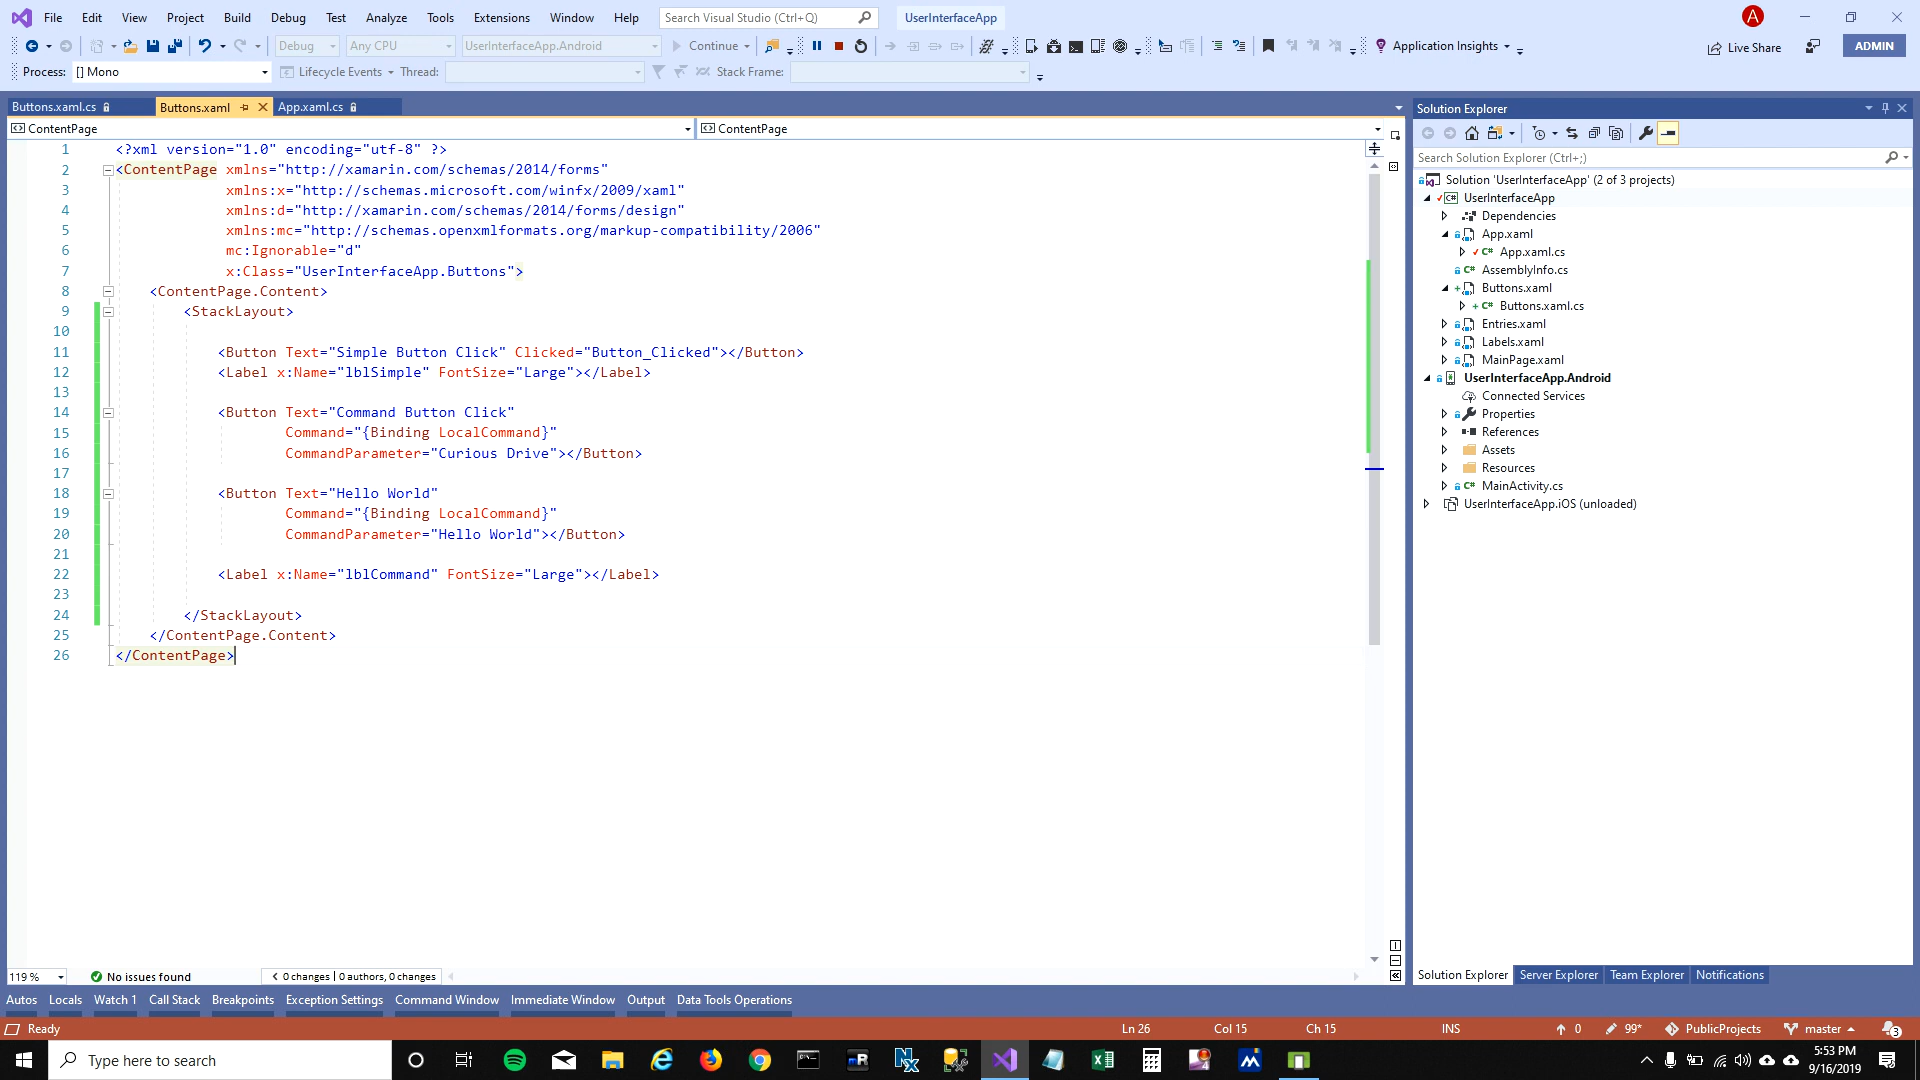 File Edit View Project Build Debug Test Analyze Tools Extensions Window Help Search Visual Studio (Ctrl+Q) UserInterfaceApp A
Debug Any CPU UserInterfaceApp.Android Continue Application Insights Live Share ADMIN
Process: [] Mono Lifecycle Events Thread: Stack Frame:
Buttons.xaml.cs Buttons.xaml App.xaml.cs
ContentPage ContentPage
1 <?xml version="1.0" encoding="utf-8" ?>
2 <ContentPage xmlns="http://xamarin.com/schemas/2014/forms"
3 xmlns:x="http://schemas.microsoft.com/winfx/2009/xaml"
4 xmlns:d="http://xamarin.com/schemas/2014/forms/design"
5 xmlns:mc="http://schemas.openxmlformats.org/markup-compatibility/2006"
6 mc:Ignorable="d"
7 x:Class="UserInterfaceApp.Buttons">
8 <ContentPage.Content>
9 <StackLayout>
10
11 <Button Text="Simple Button Click" Clicked="Button_Clicked"></Button>
12 <Label x:Name="lblSimple" FontSize="Large"></Label>
13
14 <Button Text="Command Button Click"
15 Command="{Binding LocalCommand}"
16 CommandParameter="Curious Drive"></Button>
17
18 <Button Text="Hello World"
19 Command="{Binding LocalCommand}"
20 CommandParameter="Hello World"></Button>
21
22 <Label x:Name="lblCommand" FontSize="Large"></Label>
23
24 </StackLayout>
25 </ContentPage.Content>
26 </ContentPage>
119 % No issues found 0 changes | 0 authors, 0 changes
Solution Explorer
Search Solution Explorer (Ctrl+;)
Solution 'UserInterfaceApp' (2 of 3 projects)
UserInterfaceApp
Dependencies
App.xaml
App.xaml.cs
AssemblyInfo.cs
Buttons.xaml
Buttons.xaml.cs
Entries.xaml
Labels.xaml
MainPage.xaml
UserInterfaceApp.Android
Connected Services
Properties
References
Assets
Resources
MainActivity.cs
UserInterfaceApp.iOS (unloaded)
Solution Explorer Server Explorer Team Explorer Notifications
Autos Locals Watch 1 Call Stack Breakpoints Exception Settings Command Window Immediate Window Output Data Tools Operations
Ready Ln 26 Col 15 Ch 15 INS 0 99* PublicProjects master 3
Type here to search
5:53 PM
9/16/2019